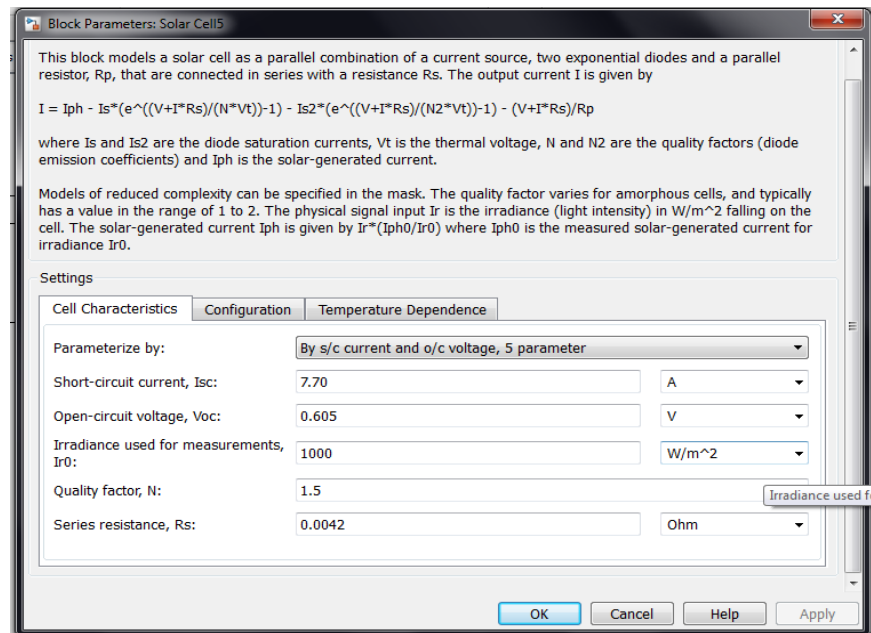 Block Parameters: Solar Cell5
This block models a solar cell as a parallel combination of a current source, two exponential diodes and a parallel
resistor, Rp, that are connected in series with a resistance Rs. The output current I is given by
I = Iph - Is*(e^((V+I*Rs)/(N*Vt))-1) - Is2*(e^((V+I*Rs)/(N2*Vt))-1) - (V+I*Rs)/Rp
where Is and Is2 are the diode saturation currents, Vt is the thermal voltage, N and N2 are the quality factors (diode
emission coefficients) and Iph is the solar-generated current.
Models of reduced complexity can be specified in the mask. The quality factor varies for amorphous cells, and typically
has a value in the range of 1 to 2. The physical signal input Ir is the irradiance (light intensity) in W/m^2 falling on the
cell. The solar-generated current Iph is given by Ir*(Iph0/Ir0) where Iph0 is the measured solar-generated current for
irradiance Ir0.
Settings
Cell Characteristics Configuration Temperature Dependence
Parameterize by: By s/c current and o/c voltage, 5 parameter
Short-circuit current, Isc: 7.70 A
Open-circuit voltage, Voc: 0.605 V
Irradiance used for measurements,
Ir0: 1000 W/m^2
Quality factor, N: 1.5
Irradiance used f
Series resistance, Rs: 0.0042 Ohm
OK Cancel Help Apply